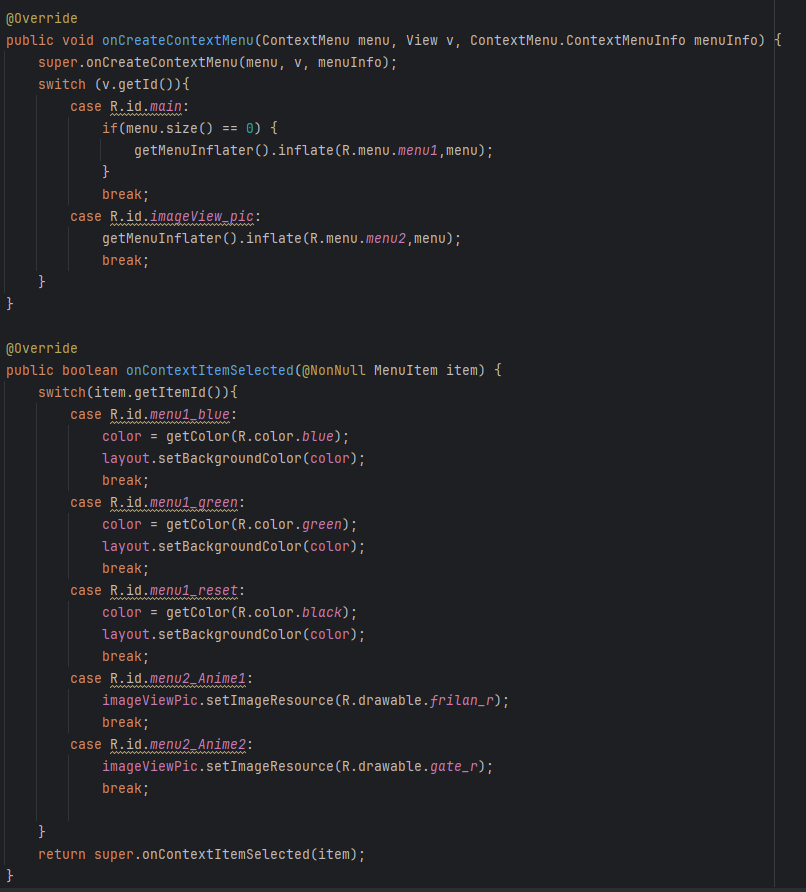 @Override
public void onCreateContextMenu(ContextMenu menu, View v, ContextMenu.ContextMenuInfo menuInfo) {
    super.onCreateContextMenu(menu, v, menuInfo);
    switch (v.getId()){
        case R.id.main:
            if(menu.size() == 0) {
                getMenuInflater().inflate(R.menu.menu1,menu);
            }
            break;
        case R.id.imageView_pic:
            getMenuInflater().inflate(R.menu.menu2,menu);
            break;
    }
}

@Override
public boolean onContextItemSelected(@NonNull MenuItem item) {
    switch(item.getItemId()){
        case R.id.menu1_blue:
            color = getColor(R.color.blue);
            layout.setBackgroundColor(color);
            break;
        case R.id.menu1_green:
            color = getColor(R.color.green);
            layout.setBackgroundColor(color);
            break;
        case R.id.menu1_reset:
            color = getColor(R.color.black);
            layout.setBackgroundColor(color);
            break;
        case R.id.menu2_Anime1:
            imageViewPic.setImageResource(R.drawable.frilan_r);
            break;
        case R.id.menu2_Anime2:
            imageViewPic.setImageResource(R.drawable.gate_r);
            break;

    }
    return super.onContextItemSelected(item);
}